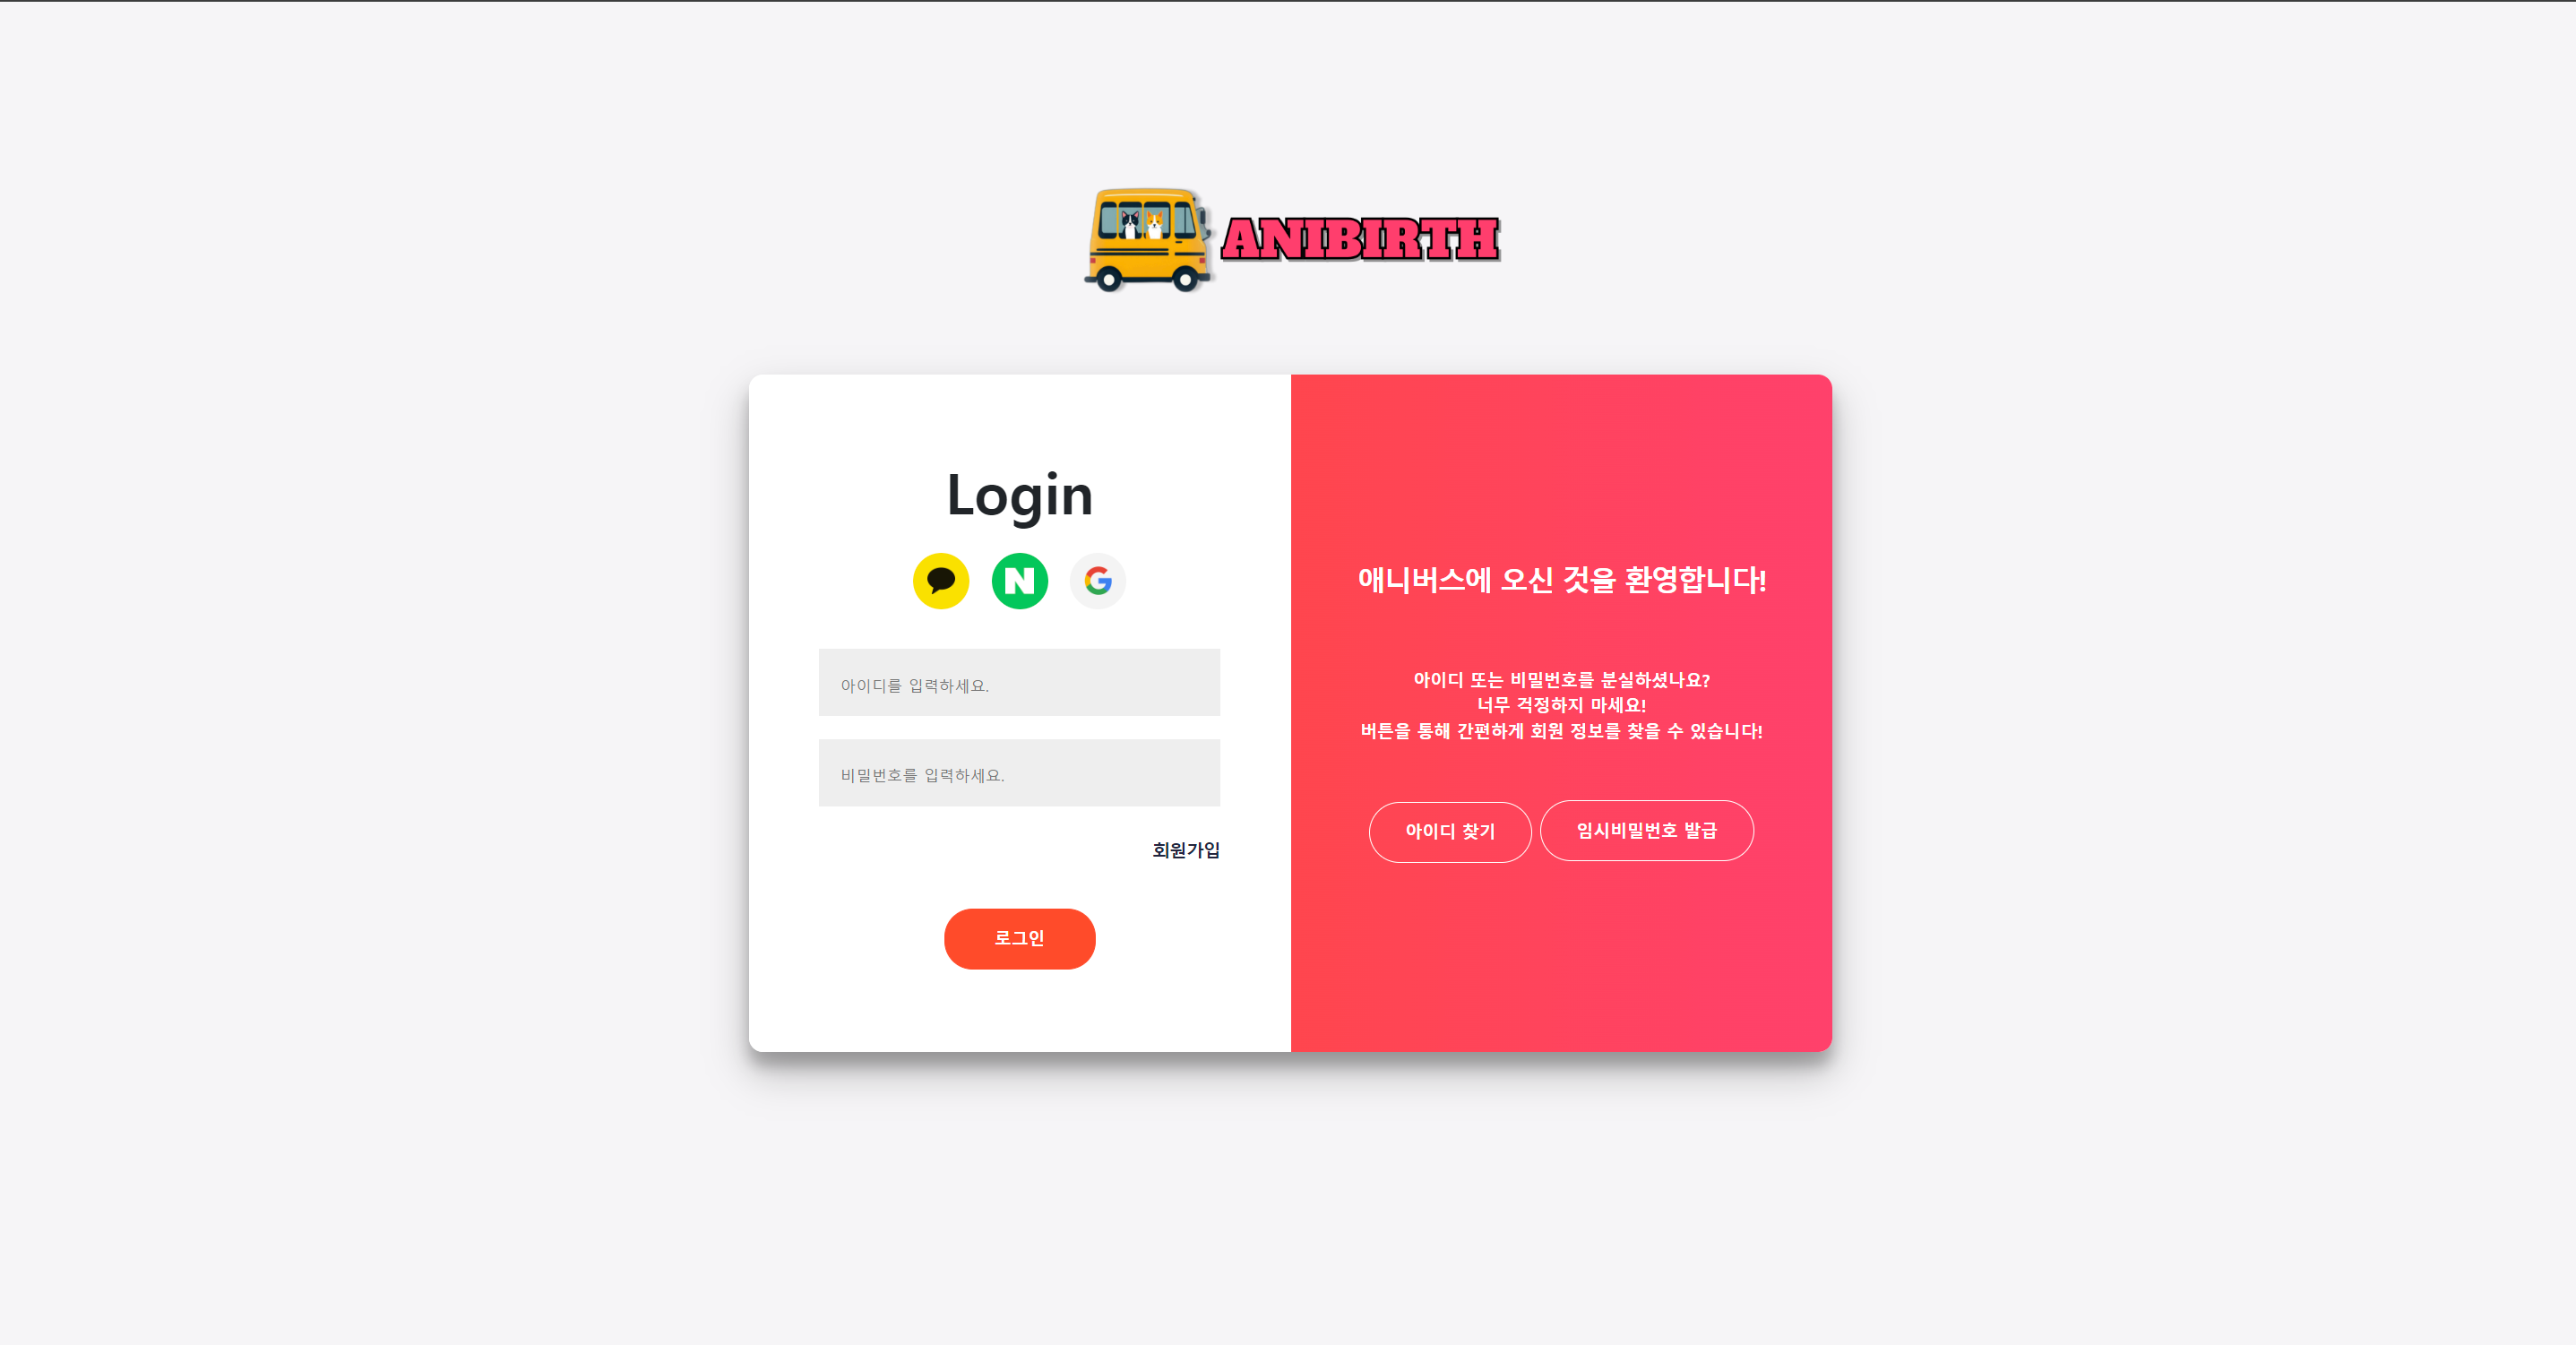 ANIBIRTH
Login
아이디를 입력하세요.
비밀번호를 입력하세요.
회원가입
로그인
애니버스에 오신 것을 환영합니다!
아이디 또는 비밀번호를 분실하셨나요?
너무 걱정하지 마세요!
버튼을 통해 간편하게 회원 정보를 찾을 수 있습니다!
아이디 찾기
임시비밀번호 발급